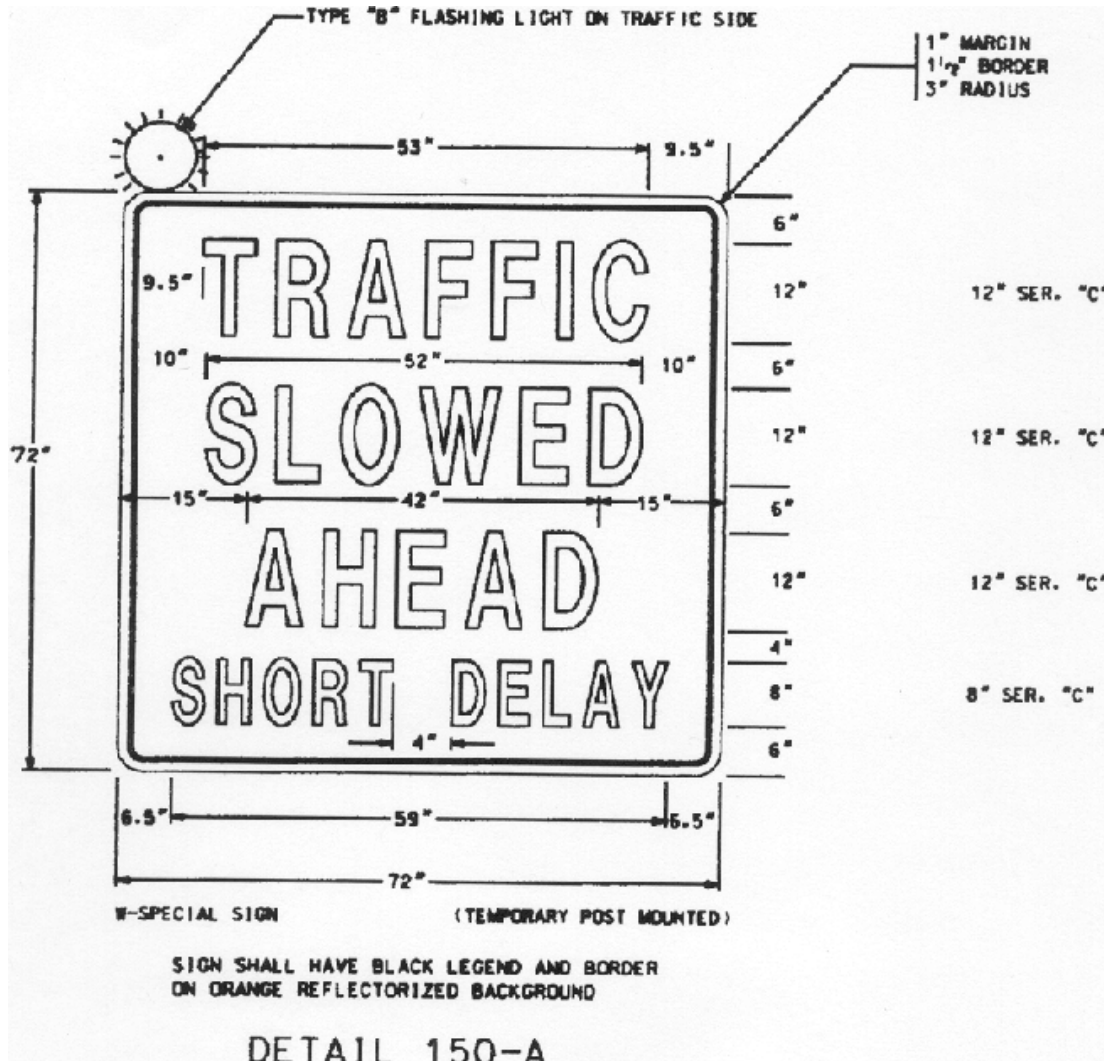 TYPE "B" FLASHING LIGHT ON TRAFFIC SIDE
1" MARGIN
1 1/2" BORDER
3" RADIUS
53" 9.5"
6"
TRAFFIC
9.5" 12" 12" SER. "C"
10" 52" 10" 6"
SLOWED
72" 12" 12" SER. "C"
15" 42" 15" 6"
AHEAD
12" 12" SER. "C"
4"
SHORT DELAY
8" 8" SER. "C"
4" 6"
6.5" 59" 6.5"
72"
W-SPECIAL SIGN (TEMPORARY POST MOUNTED)
SIGN SHALL HAVE BLACK LEGEND AND BORDER
ON ORANGE REFLECTORIZED BACKGROUND
DETAIL 150-A